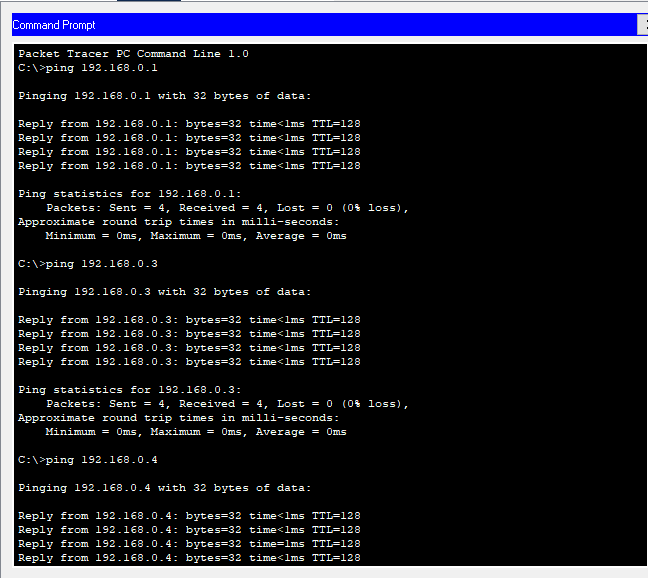 Command Prompt
Packet Tracer PC Command Line 1.0
C:\>ping 192.168.0.1
Pinging 192.168.0.1 with 32 bytes of data:
Reply from 192.168.0.1: bytes=32 time<1ms TTL=128
Reply from 192.168.0.1: bytes=32 time<1ms TTL=128
Reply from 192.168.0.1: bytes=32 time<1ms TTL=128
Reply from 192.168.0.1: bytes=32 time<1ms TTL=128
Ping statistics for 192.168.0.1:
Packets: Sent = 4, Received = 4, Lost = 0 (0% loss),
Approximate round trip times in milli-seconds:
Minimum = 0ms, Maximum = 0ms, Average = 0ms
C:\>ping 192.168.0.3
Pinging 192.168.0.3 with 32 bytes of data:
Reply from 192.168.0.3: bytes=32 time<1ms TTL=128
Reply from 192.168.0.3: bytes=32 time<1ms TTL=128
Reply from 192.168.0.3: bytes=32 time<1ms TTL=128
Reply from 192.168.0.3: bytes=32 time<1ms TTL=128
Ping statistics for 192.168.0.3:
Packets: Sent = 4, Received = 4, Lost = 0 (0% loss),
Approximate round trip times in milli-seconds:
Minimum = 0ms, Maximum = 0ms, Average = 0ms
C:\>ping 192.168.0.4
Pinging 192.168.0.4 with 32 bytes of data:
Reply from 192.168.0.4: bytes=32 time<1ms TTL=128
Reply from 192.168.0.4: bytes=32 time<1ms TTL=128
Reply from 192.168.0.4: bytes=32 time<1ms TTL=128
Reply from 192.168.0.4: bytes=32 time<1ms TTL=128